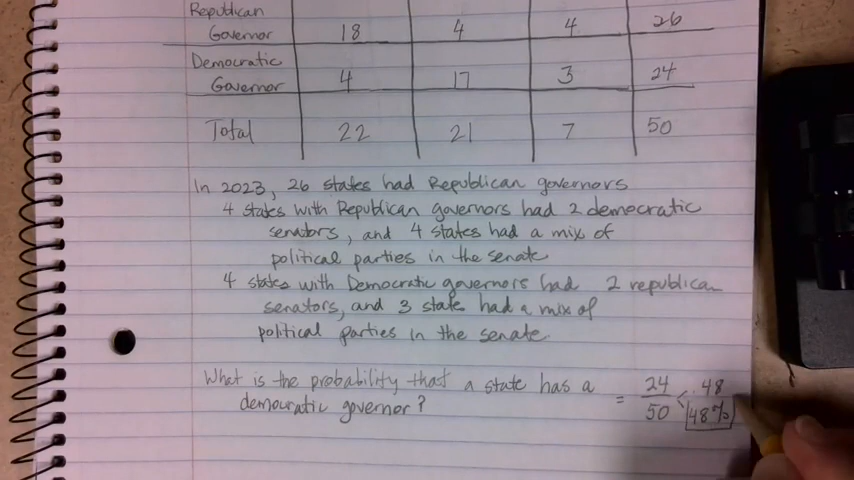 Republican
Governor 18 4 4 26
Democratic
Governor 4 17 3 24
Total 22 21 7 50
In 2023, 26 states had Republican governors
4 states with Republican governors had 2 democratic
senators, and 4 states had a mix of
political parties in the senate
4 states with Democratic governors had 2 republican
senators, and 3 state had a mix of
political parties in the senate.
What is the probability that a state has a
democratic governor? = 24/50 .48
48%